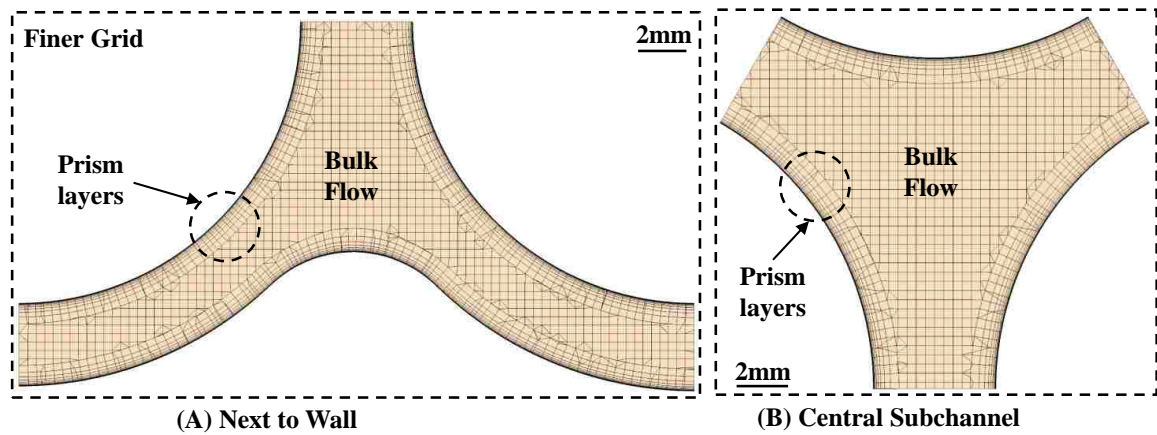 Finer Grid
2mm
Prism
layers
Bulk
Flow
(A) Next to Wall
Bulk
Flow
Prism
layers
2mm
(B) Central Subchannel